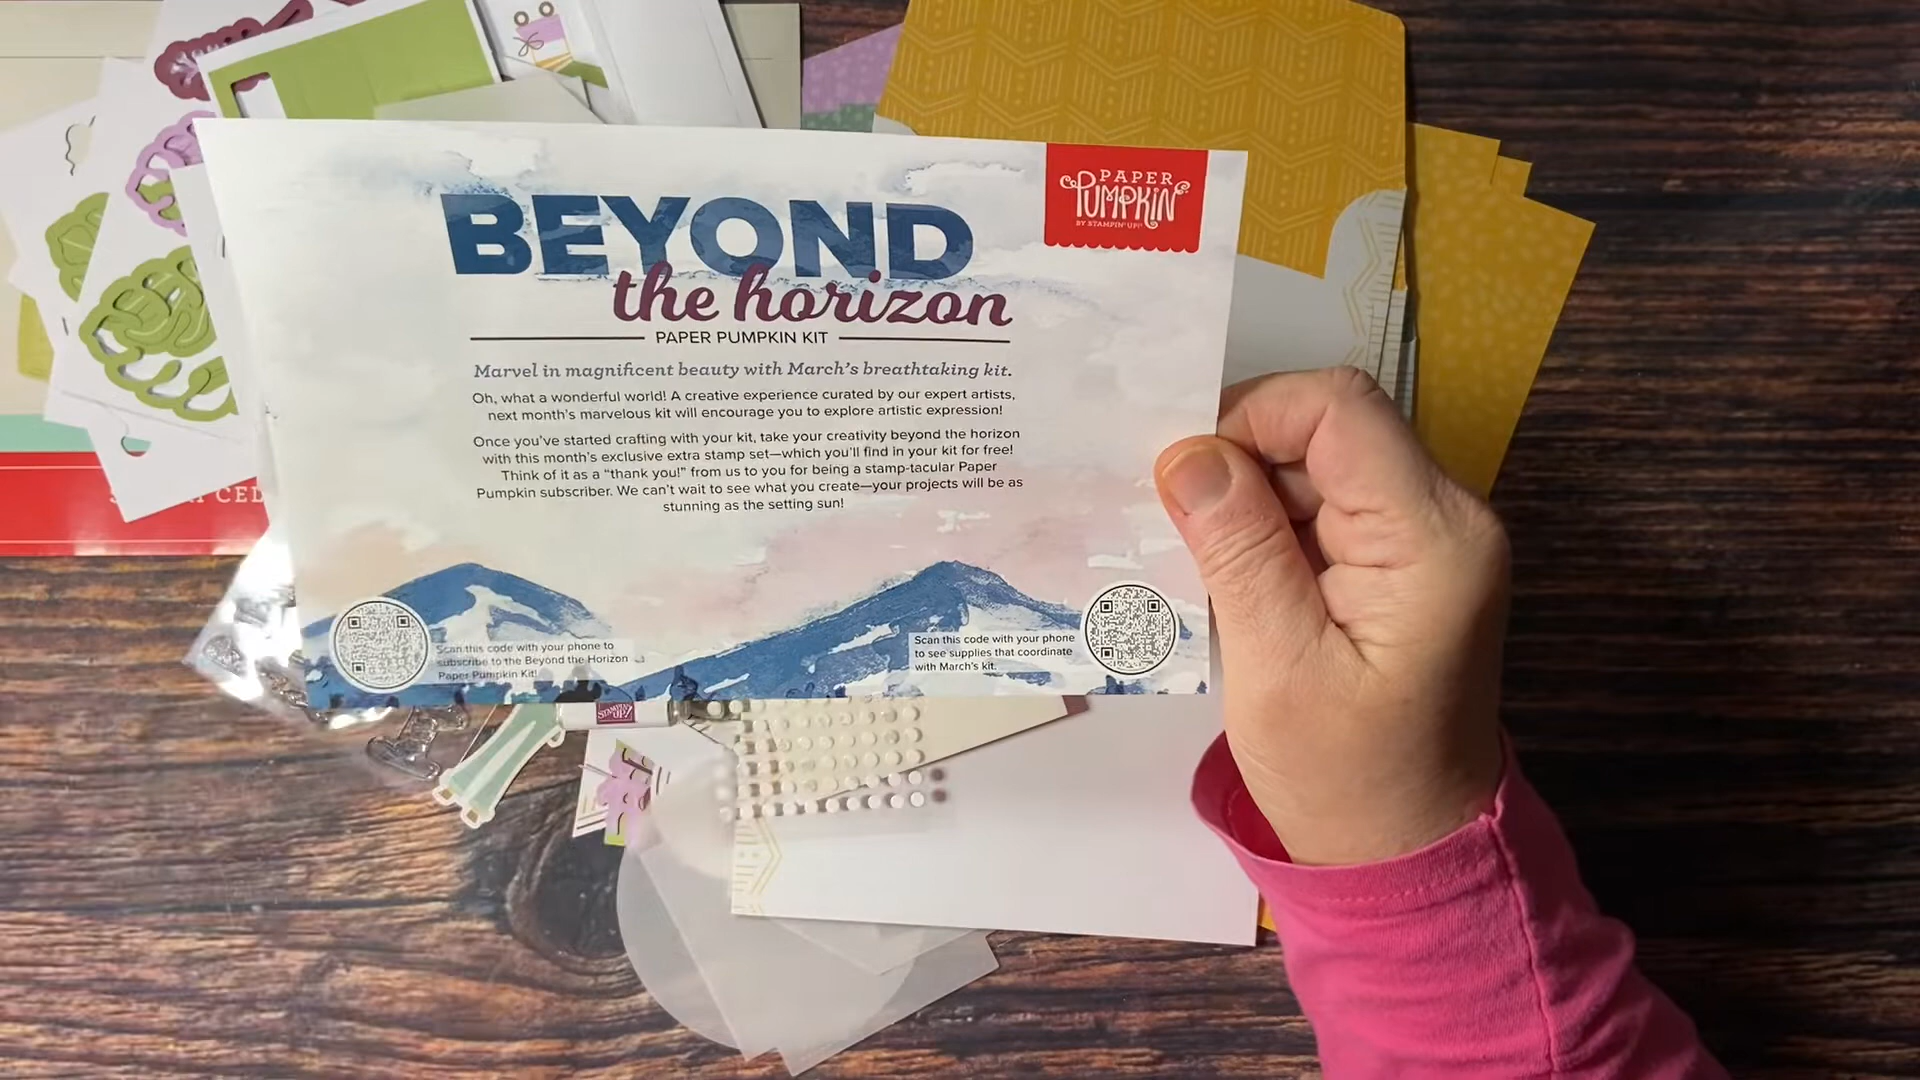 PAPER
PUMPKIN
BY STAMPIN' UP!®
BEYOND
the horizon
PAPER PUMPKIN KIT
Marvel in magnificent beauty with March's breathtaking kit.
Oh, what a wonderful world! A creative experience curated by our expert artists,
next month's marvelous kit will encourage you to explore artistic expression!
Once you've started crafting with your kit, take your creativity beyond the horizon
with this month's exclusive extra stamp set—which you'll find in your kit for free!
Think of it as a “thank you!” from us to you for being a stamp-tacular Paper
Pumpkin subscriber. We can't wait to see what you create—your projects will be as
stunning as the setting sun!
Scan this code with your phone to
subscribe to the Beyond the Horizon
Paper Pumpkin Kit!
Scan this code with your phone
to see supplies that coordinate
with March's kit.
STAMPIN'
UP!